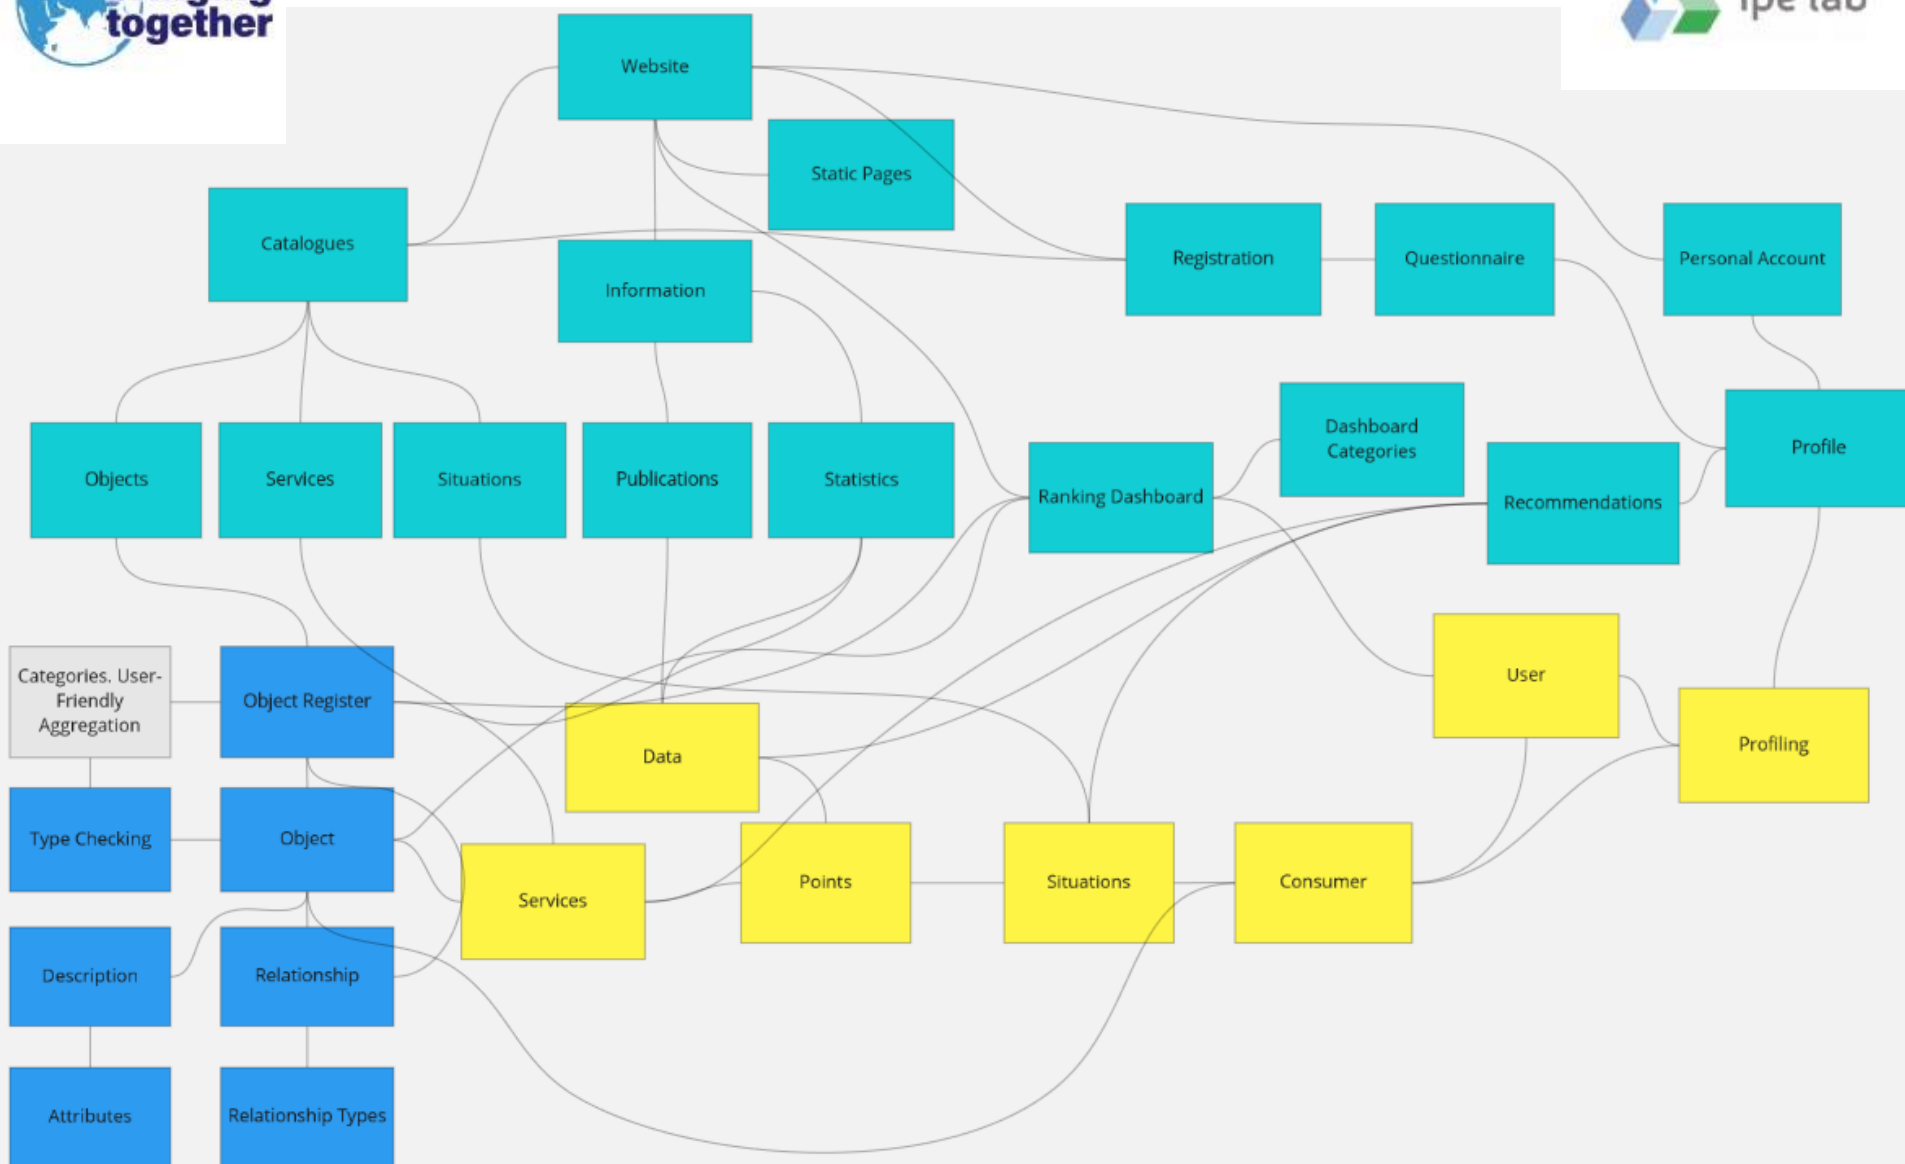 together
lpe lab
Website
Static Pages
Catalogues
Information
Registration
Questionnaire
Personal Account
Objects
Services
Situations
Publications
Statistics
Ranking Dashboard
Dashboard
Categories
Recommendations
Profile
Categories. User-
Friendly
Aggregation
Object Register
Data
User
Profiling
Type Checking
Object
Services
Points
Situations
Consumer
Description
Relationship
Attributes
Relationship Types